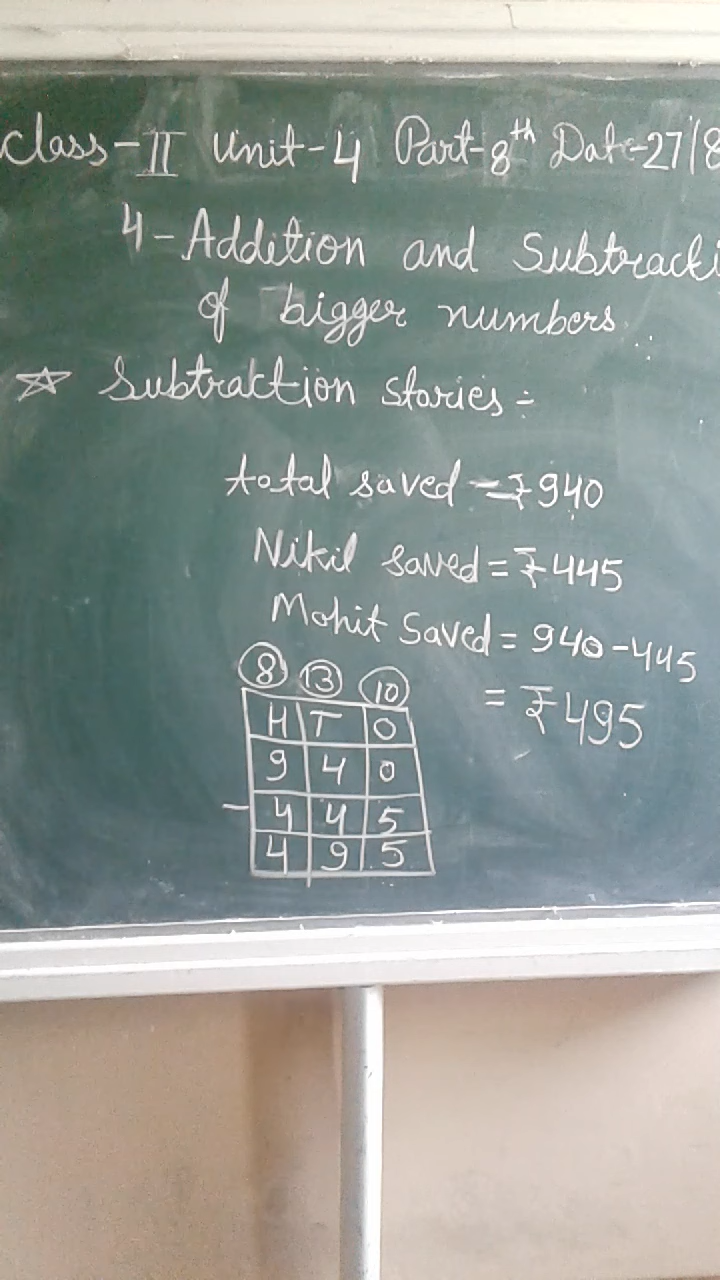 Class-II Unit-4 Part-8th Date-27/8
4-Addition and Subtracti
of bigger numbers
☆ Subtraction stories:-
total saved = ₹940
Nikil saved = ₹445
Mohit Saved = 940-445
= ₹495
8 13 10
H T O
9 4 0
- 4 4 5
4 9 5